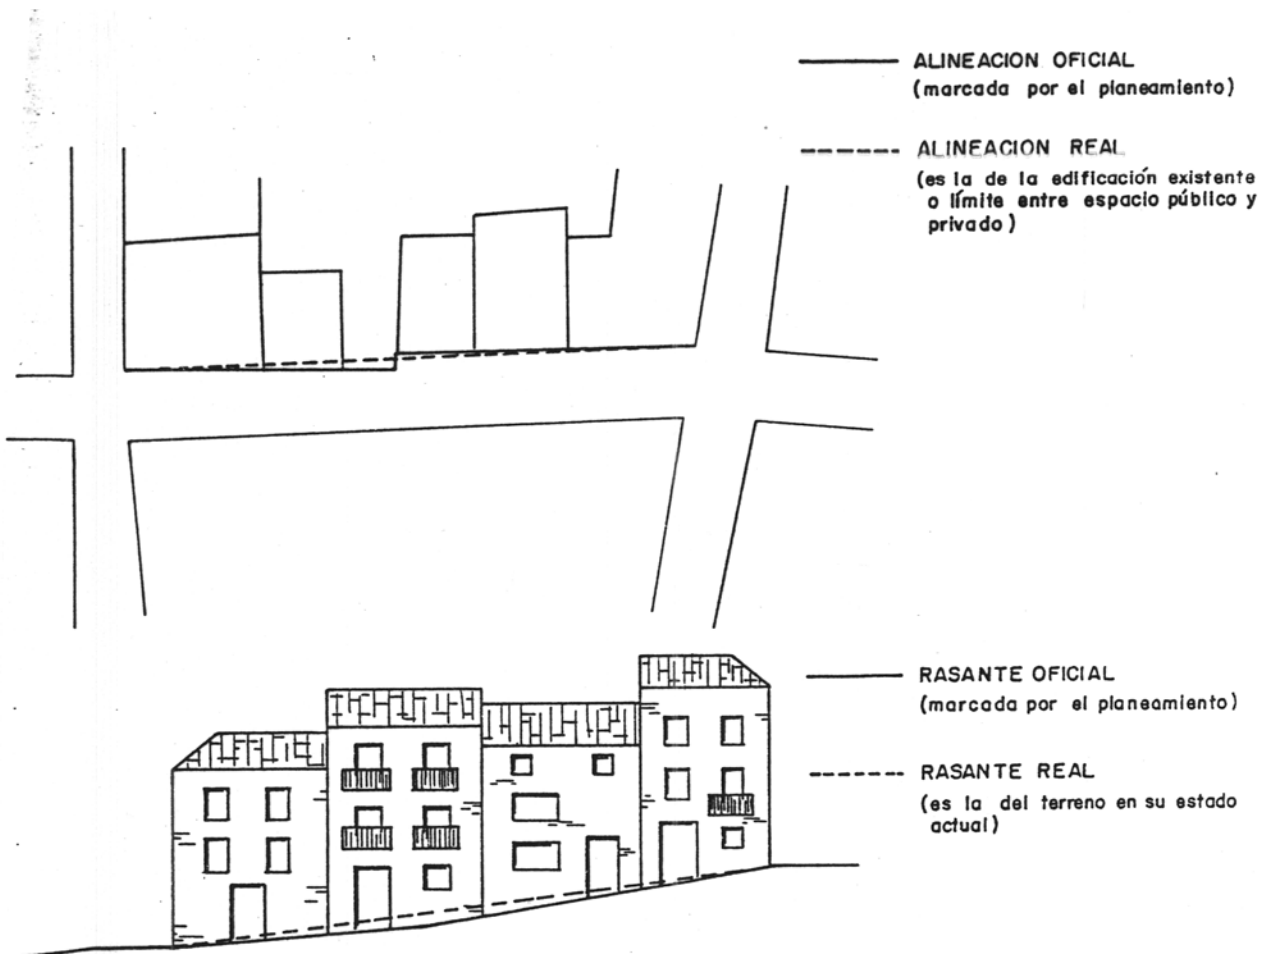 ALINEACION OFICIAL
(marcada por el planeamiento)
ALINEACION REAL
(es la de la edificación existente
o límite entre espacio público y
privado)
RASANTE OFICIAL
(marcada por el planeamiento)
RASANTE REAL
(es la del terreno en su estado
actual)